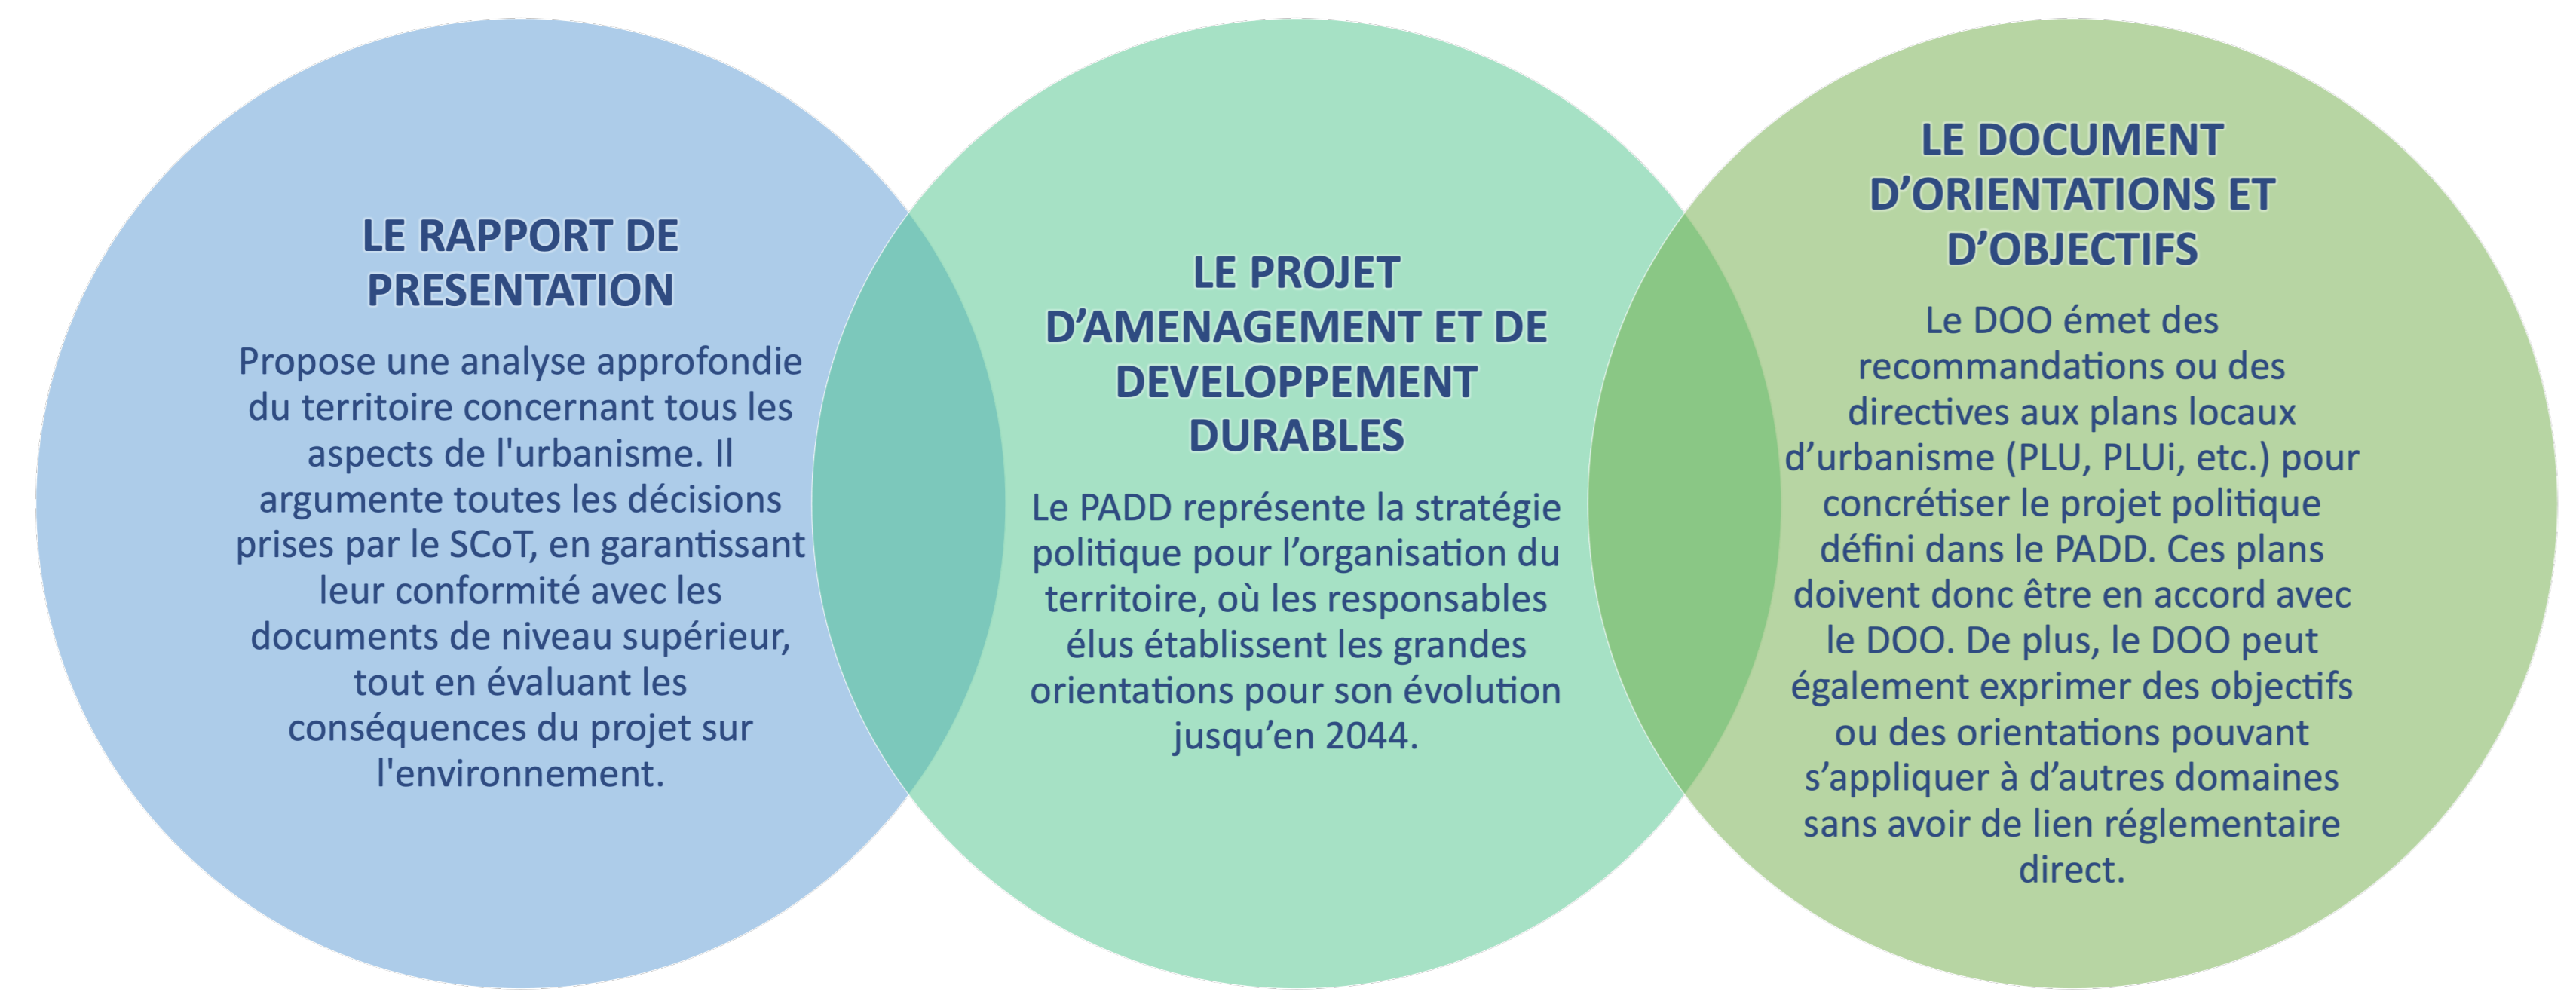 LE RAPPORT DE
PRESENTATION
Propose une analyse approfondie
du territoire concernant tous les
aspects de l'urbanisme. Il
argumente toutes les décisions
prises par le SCoT, en garantissant
leur conformité avec les
documents de niveau supérieur,
tout en évaluant les
conséquences du projet sur
l'environnement.
LE PROJET
D’AMENAGEMENT ET DE
DEVELOPPEMENT
DURABLES
Le PADD représente la stratégie
politique pour l’organisation du
territoire, où les responsables
élus établissent les grandes
orientations pour son évolution
jusqu’en 2044.
LE DOCUMENT
D’ORIENTATIONS ET
D’OBJECTIFS
Le DOO émet des
recommandations ou des
directives aux plans locaux
d’urbanisme (PLU, PLUi, etc.) pour
concrétiser le projet politique
défini dans le PADD. Ces plans
doivent donc être en accord avec
le DOO. De plus, le DOO peut
également exprimer des objectifs
ou des orientations pouvant
s’appliquer à d’autres domaines
sans avoir de lien réglementaire
direct.